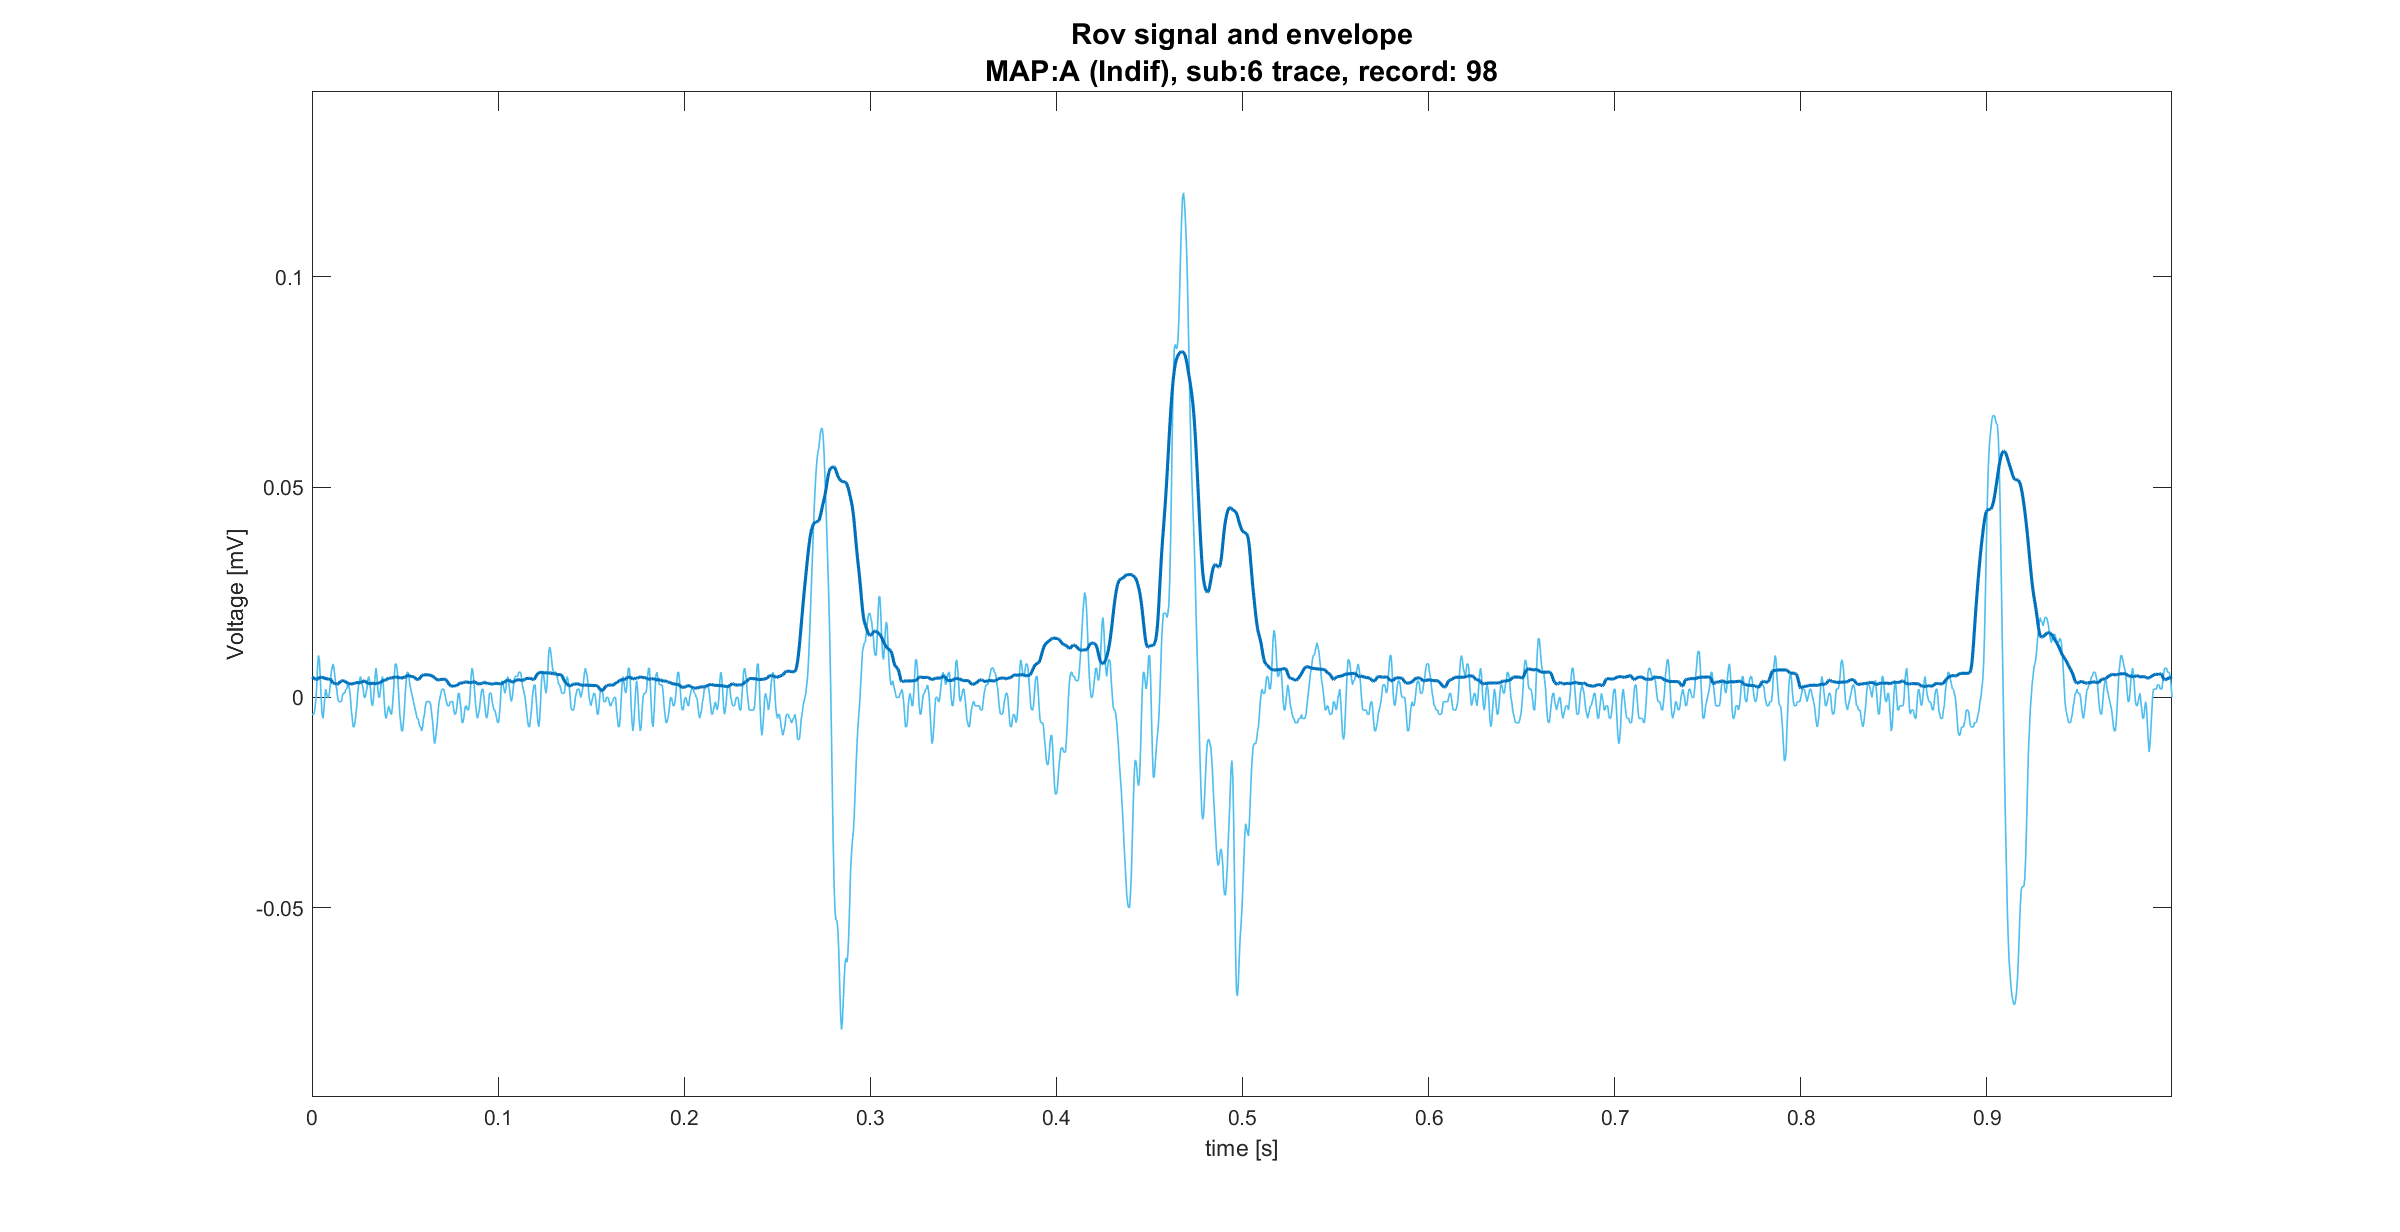 Rov signal and envelope
MAP:A (Indif), sub:6 trace, record: 98
Voltage [mV]
0.1
0.05
0
-0.05
0 0.1 0.2 0.3 0.4 0.5 0.6 0.7 0.8 0.9
time [s]